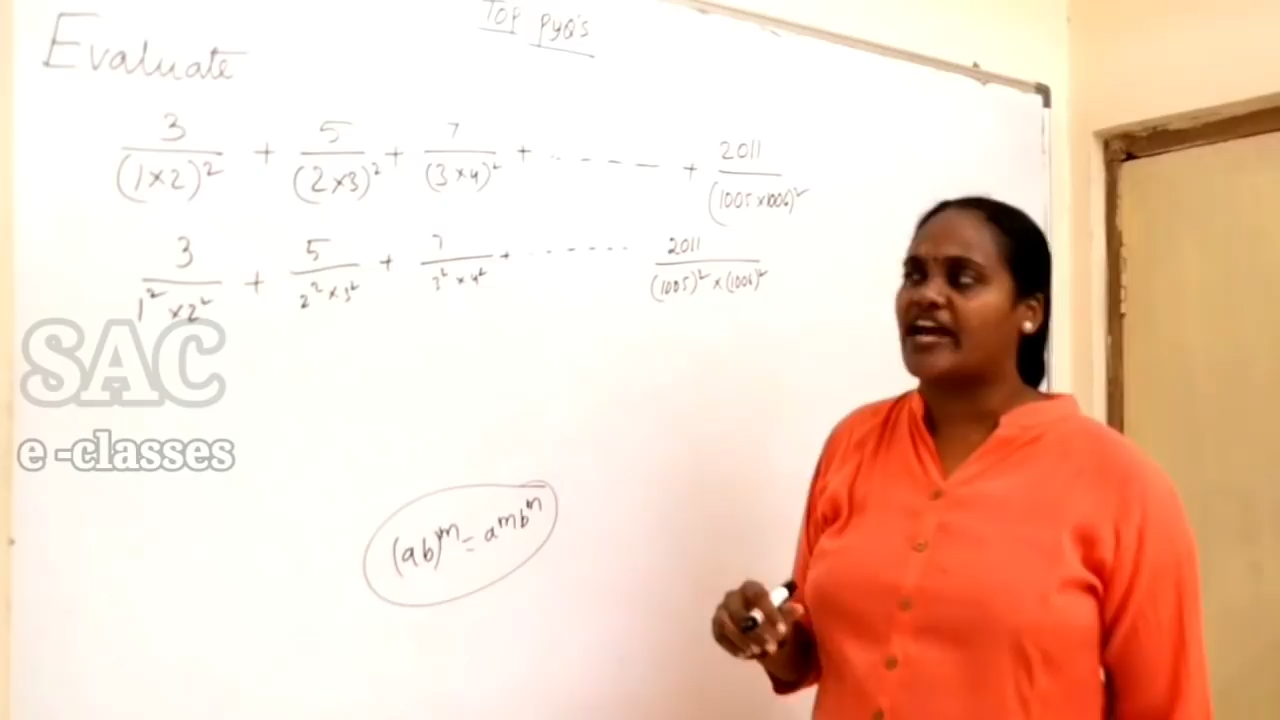 TOP PYQ's
Evaluate
3/(1×2)² + 5/(2×3)² + 7/(3×4)² + ..----- + 2011/(1005×1006)²
3/1²×2² + 5/2²×3² + 7/3²×4² + ....... 2011/(1005)²×(1006)²
SAC
e -classes
(ab)ᵐ = aᵐbᵐ